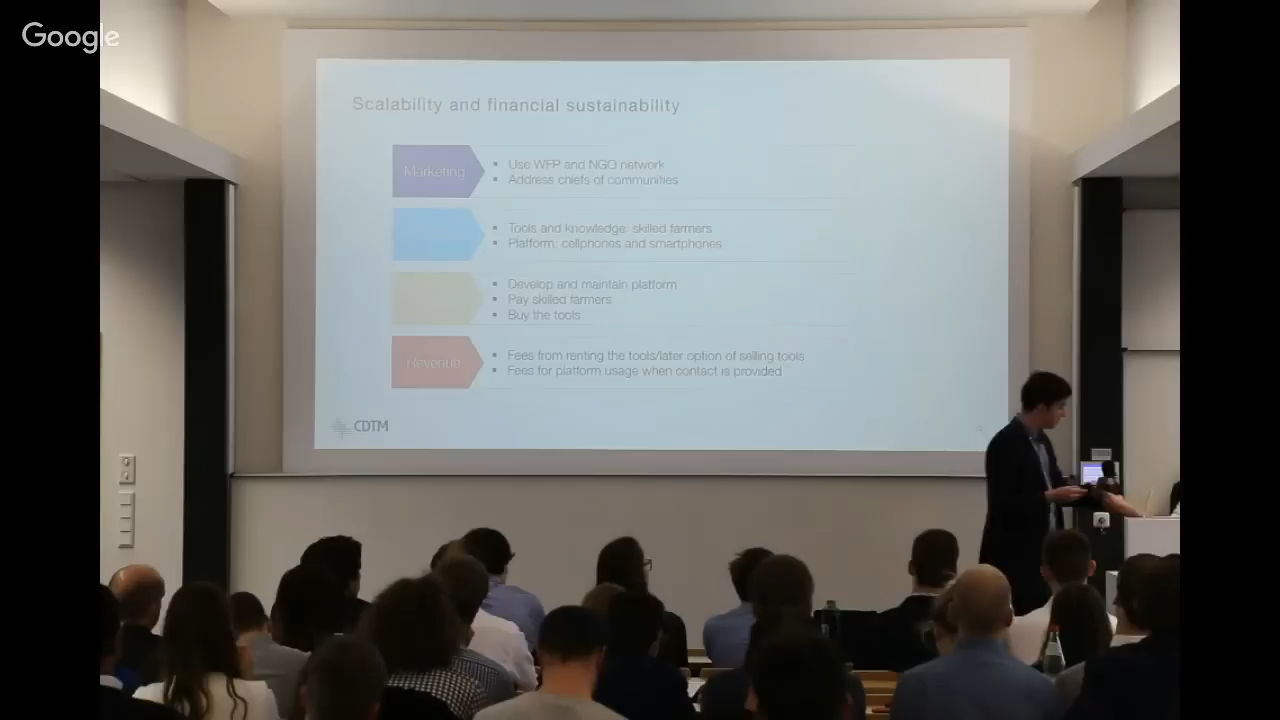 Google
Scalability and financial sustainability
Marketing
▪ Use WFP and NGO network
▪ Address chiefs of communities
▪ Tools and knowledge: skilled farmers
▪ Platform: cellphones and smartphones
▪ Develop and maintain platform
▪ Pay skilled farmers
▪ Buy the tools
Revenue
▪ Fees from renting the tools/later option of selling tools
▪ Fees for platform usage when contact is provided
CDTM